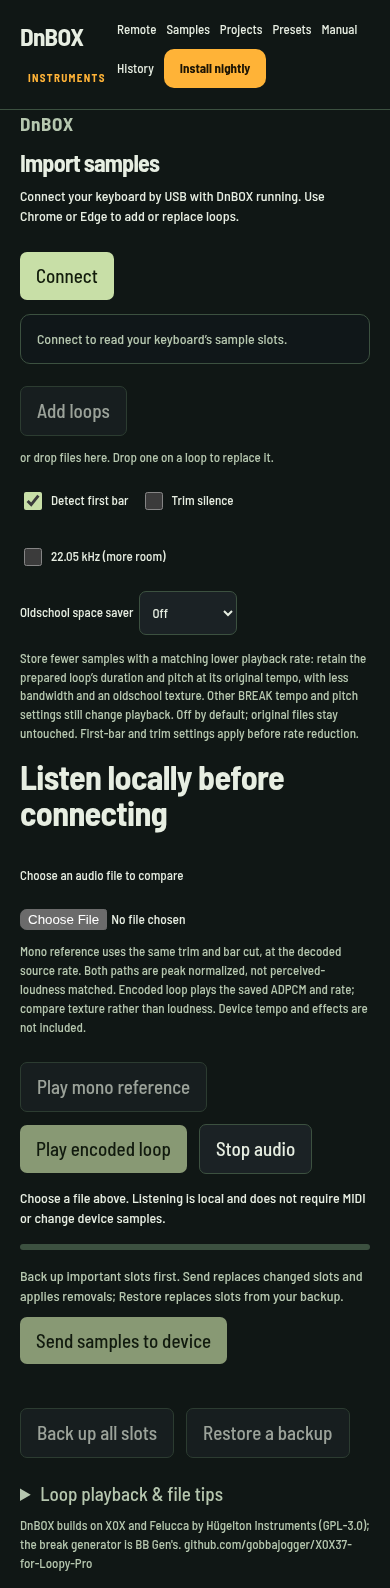 DnBOX
INSTRUMENTS
Remote Samples Projects Presets Manual
History Install nightly
DnBOX
Import samples
Connect your keyboard by USB with DnBOX running. Use
Chrome or Edge to add or replace loops.
Connect
Connect to read your keyboard’s sample slots.
Add loops
or drop files here. Drop one on a loop to replace it.
Detect first bar Trim silence
22.05 kHz (more room)
Oldschool space saver Off
Store fewer samples with a matching lower playback rate: retain the
prepared loop’s duration and pitch at its original tempo, with less
bandwidth and an oldschool texture. Other BREAK tempo and pitch
settings still change playback. Off by default; original files stay
untouched. First-bar and trim settings apply before rate reduction.
Listen locally before
connecting
Choose an audio file to compare
Choose File No file chosen
Mono reference uses the same trim and bar cut, at the decoded
source rate. Both paths are peak normalized, not perceived-
loudness matched. Encoded loop plays the saved ADPCM and rate;
compare texture rather than loudness. Device tempo and effects are
not included.
Play mono reference
Play encoded loop Stop audio
Choose a file above. Listening is local and does not require MIDI
or change device samples.
Back up important slots first. Send replaces changed slots and
applies removals; Restore replaces slots from your backup.
Send samples to device
Back up all slots Restore a backup
Loop playback & file tips
DnBOX builds on XOX and Felucca by Hügelton Instruments (GPL-3.0);
the break generator is BB Gen's. github.com/gobbajogger/XOX37-
for-Loopy-Pro